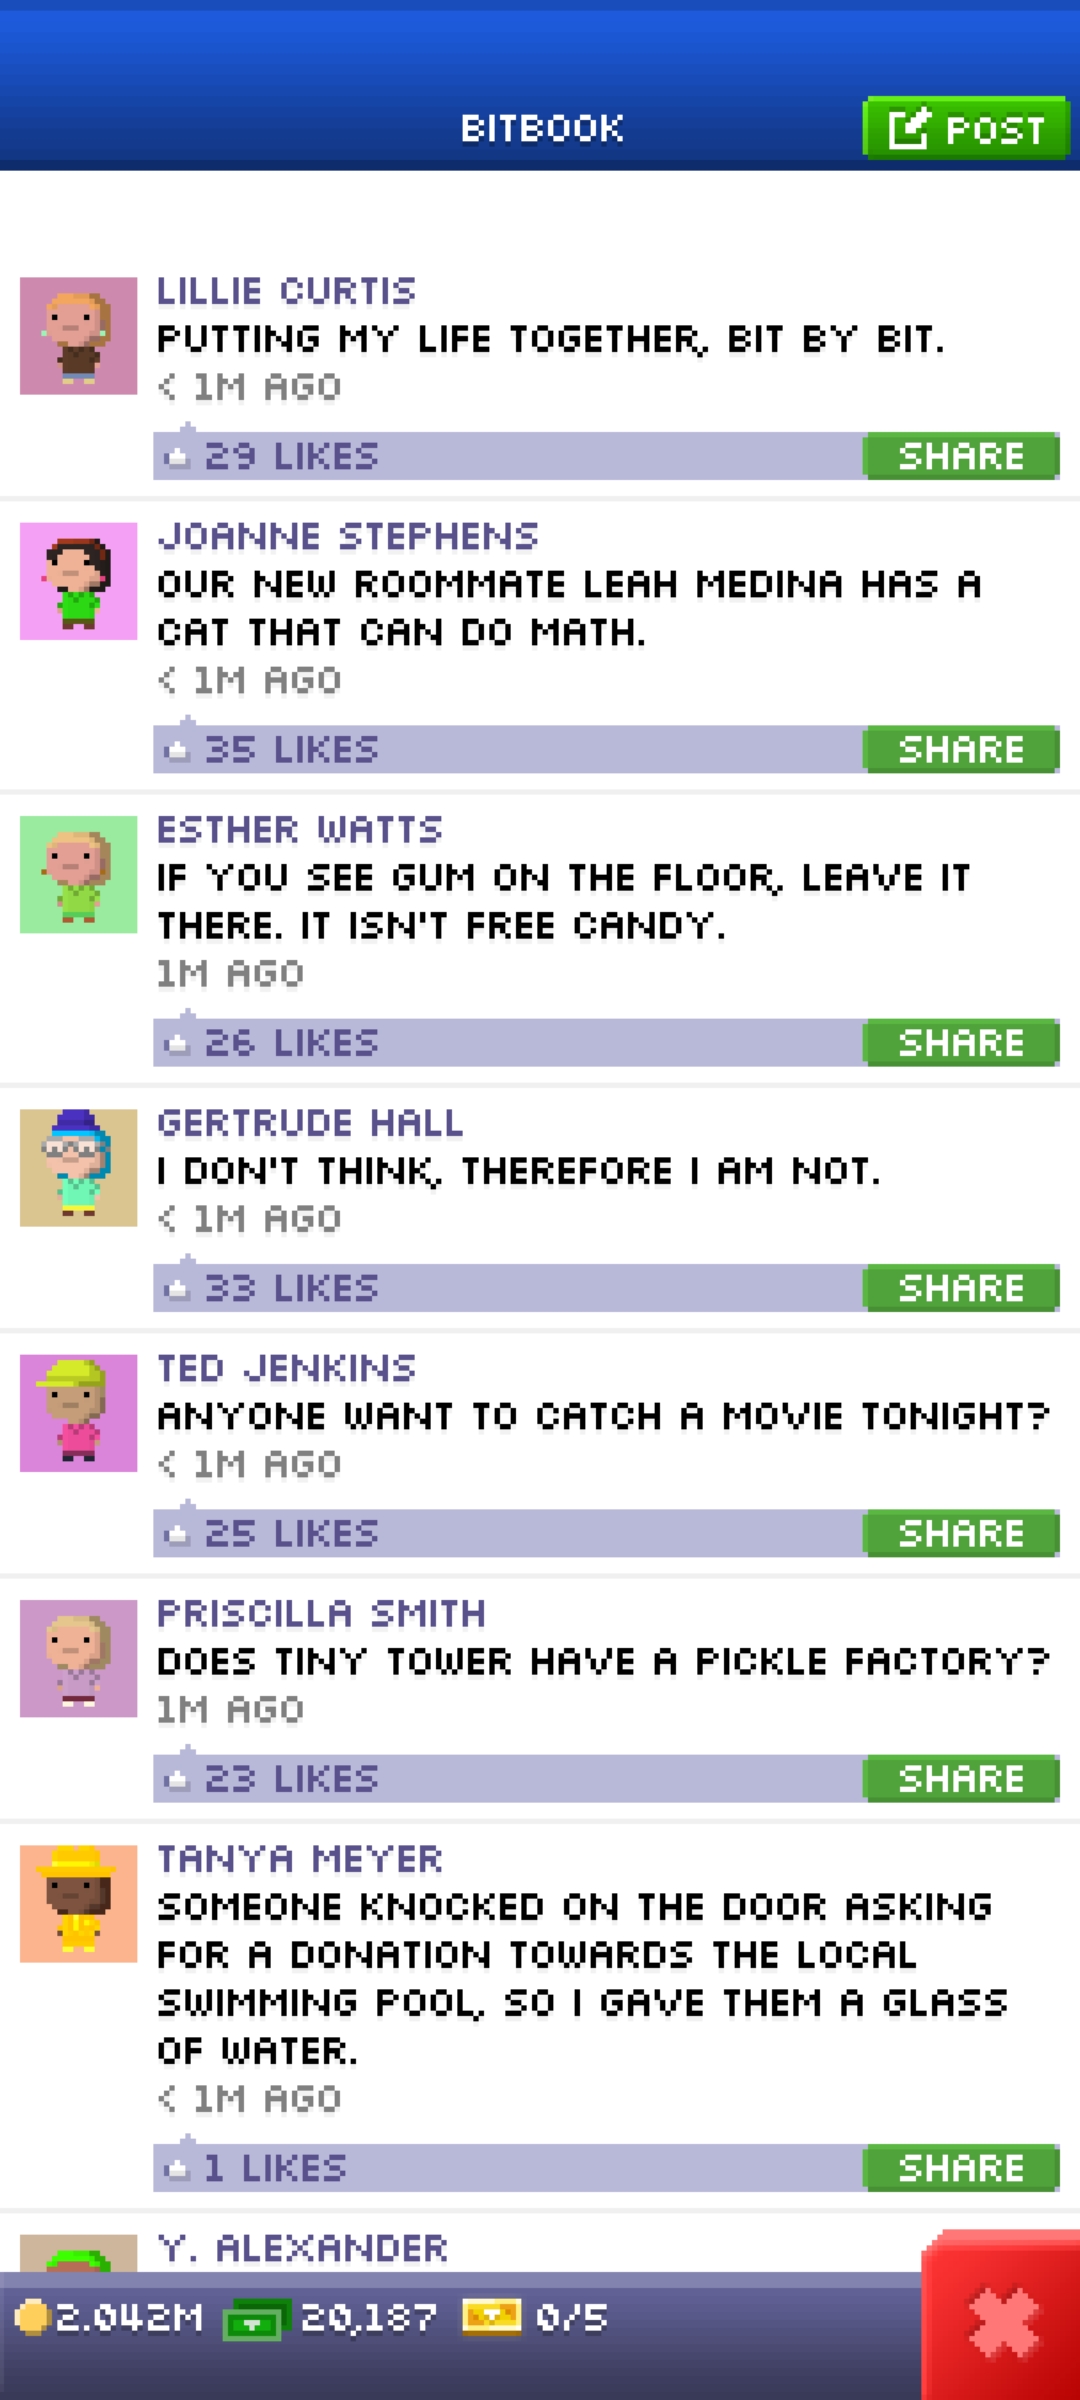 BITBOOK
POST
LILLIE CURTIS
PUTTING MY LIFE TOGETHER, BIT BY BIT.
< 1M AGO
29 LIKES
SHARE
JOANNE STEPHENS
OUR NEW ROOMMATE LEAH MEDINA HAS A
CAT THAT CAN DO MATH.
< 1M AGO
35 LIKES
SHARE
ESTHER WATTS
IF YOU SEE GUM ON THE FLOOR, LEAVE IT
THERE. IT ISN'T FREE CANDY.
1M AGO
26 LIKES
SHARE
GERTRUDE HALL
I DON'T THINK, THEREFORE I AM NOT.
< 1M AGO
33 LIKES
SHARE
TED JENKINS
ANYONE WANT TO CATCH A MOVIE TONIGHT?
< 1M AGO
25 LIKES
SHARE
PRISCILLA SMITH
DOES TINY TOWER HAVE A PICKLE FACTORY?
1M AGO
23 LIKES
SHARE
TANYA MEYER
SOMEONE KNOCKED ON THE DOOR ASKING
FOR A DONATION TOWARDS THE LOCAL
SWIMMING POOL, SO I GAVE THEM A GLASS
OF WATER.
< 1M AGO
1 LIKES
SHARE
Y. ALEXANDER
2.042M 20,187 0/5